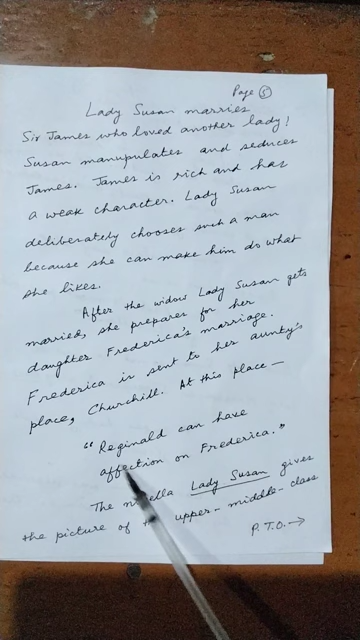 Page 5
Lady Susan marries
Sir James who loved another lady!
Susan manupulates and seduces
James. James is rich and has
a weak character. Lady Susan
deliberately chooses such a man
because she can make him do what
she likes.
After the widow Lady Susan gets
married, she prepares for her
daughter Frederica's marriage.
Frederica is sent to her aunty's
place, Churchill. At this place —
"Reginald can have
affection on Frederica."
The Lady Susan gives
the picture of upper-middle-class
P.T.O. →